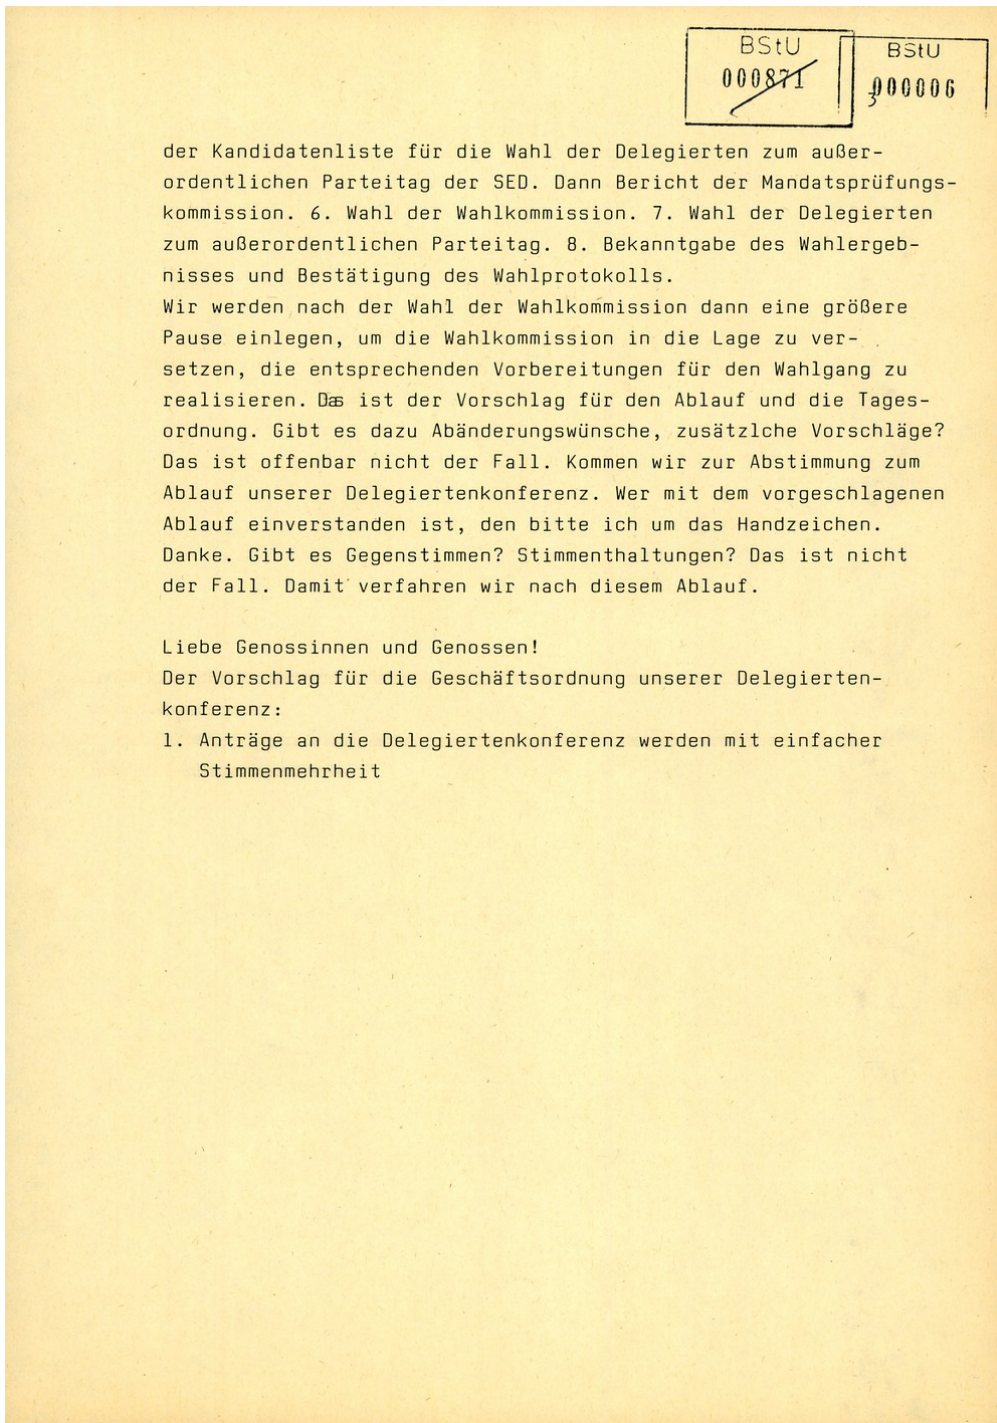 BStU
000871
BStU
000006
der Kandidatenliste für die Wahl der Delegierten zum außer-
ordentlichen Parteitag der SED. Dann Bericht der Mandatsprüfungs-
kommission. 6. Wahl der Wahlkommission. 7. Wahl der Delegierten
zum außerordentlichen Parteitag. 8. Bekanntgabe des Wahlergeb-
nisses und Bestätigung des Wahlprotokolls.
Wir werden nach der Wahl der Wahlkommission dann eine größere
Pause einlegen, um die Wahlkommission in die Lage zu ver-
setzen, die entsprechenden Vorbereitungen für den Wahlgang zu
realisieren. Das ist der Vorschlag für den Ablauf und die Tages-
ordnung. Gibt es dazu Abänderungswünsche, zusätzlche Vorschläge?
Das ist offenbar nicht der Fall. Kommen wir zur Abstimmung zum
Ablauf unserer Delegiertenkonferenz. Wer mit dem vorgeschlagenen
Ablauf einverstanden ist, den bitte ich um das Handzeichen.
Danke. Gibt es Gegenstimmen? Stimmenthaltungen? Das ist nicht
der Fall. Damit verfahren wir nach diesem Ablauf.
Liebe Genossinnen und Genossen!
Der Vorschlag für die Geschäftsordnung unserer Delegierten-
konferenz:
1. Anträge an die Delegiertenkonferenz werden mit einfacher
Stimmenmehrheit